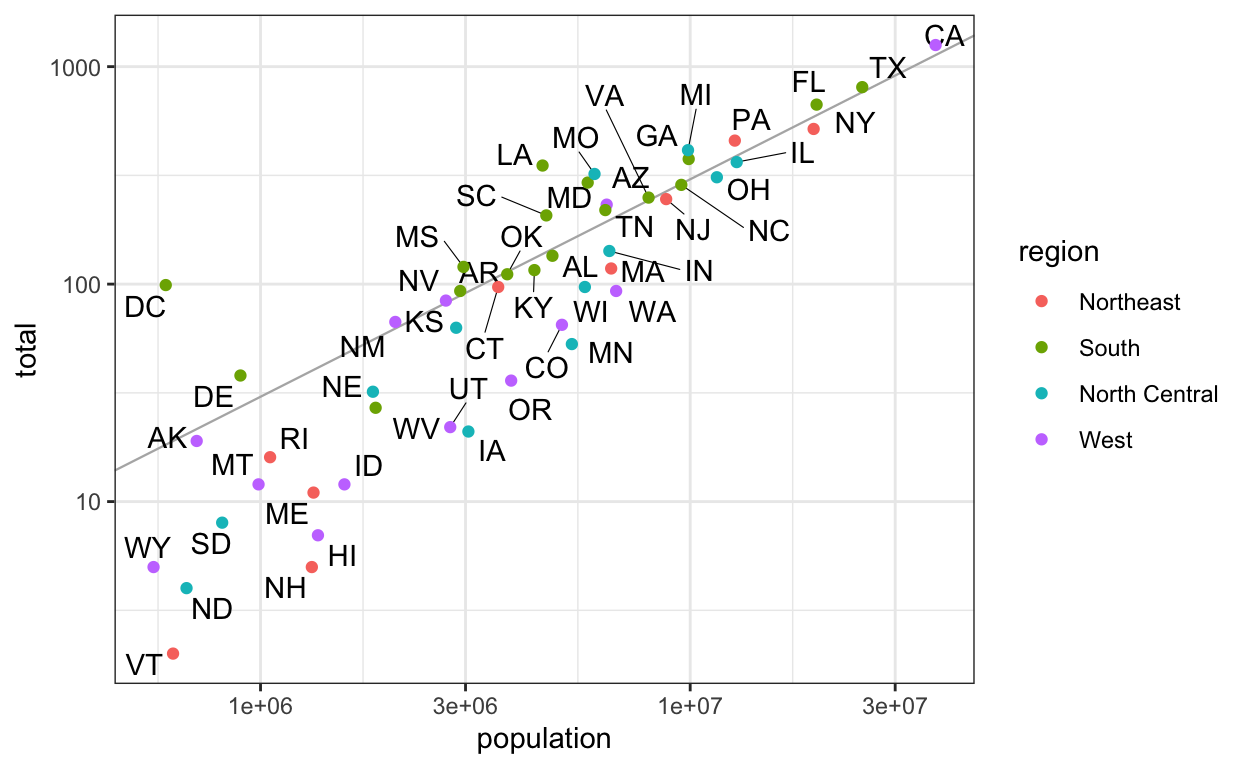 CA
1000
TX
FL
VA
MI
NY
PA
GA
MO
IL
LA
AZ
OH
SC
MD
TN
NJ
NC
MS
OK
region
AR
AL
MA
IN
NV
100
Northeast
DC
KY
WI
WA
KS
total
NM
CT
South
MN
CO
NE
UT
North Central
DE
OR
AK
RI
WV
West
IA
MT
ID
10
ME
WY
SD
HI
NH
ND
VT
1e+06 3e+06 1e+07 3e+07
population